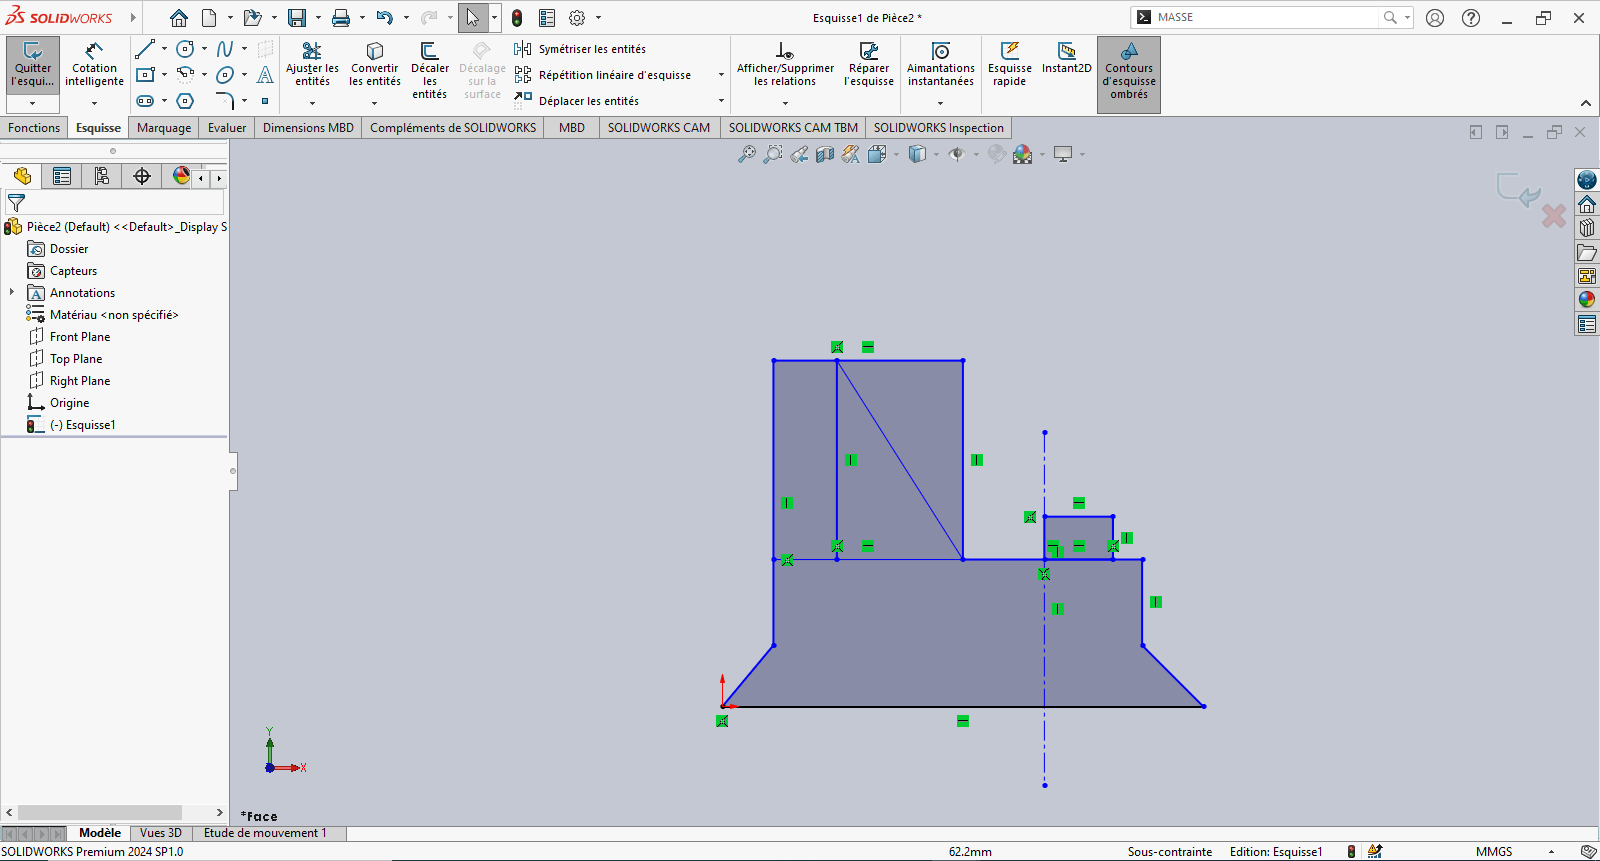 SOLIDWORKS
Esquisse1 de Pièce2 *
MASSE
Quitter l'esqui...
Cotation intelligente
Ajuster les entités
Convertir les entités
Décaler les entités
Décalage sur la surface
Symétriser les entités
Répétition linéaire d'esquisse
Déplacer les entités
Afficher/Supprimer les relations
Réparer l'esquisse
Aimantations instantanées
Esquisse rapide
Instant2D
Contours d'esquisse ombrés
Fonctions
Esquisse
Marquage
Evaluer
Dimensions MBD
Compléments de SOLIDWORKS
MBD
SOLIDWORKS CAM
SOLIDWORKS CAM TBM
SOLIDWORKS Inspection
Pièce2 (Default) <<Default>_Display S
Dossier
Capteurs
Annotations
Matériau <non spécifié>
Front Plane
Top Plane
Right Plane
Origine
(-) Esquisse1
Y
X
*Face
Modèle
Vues 3D
Etude de mouvement 1
SOLIDWORKS Premium 2024 SP1.0
62.2mm
Sous-contrainte
Edition: Esquisse1
MMGS